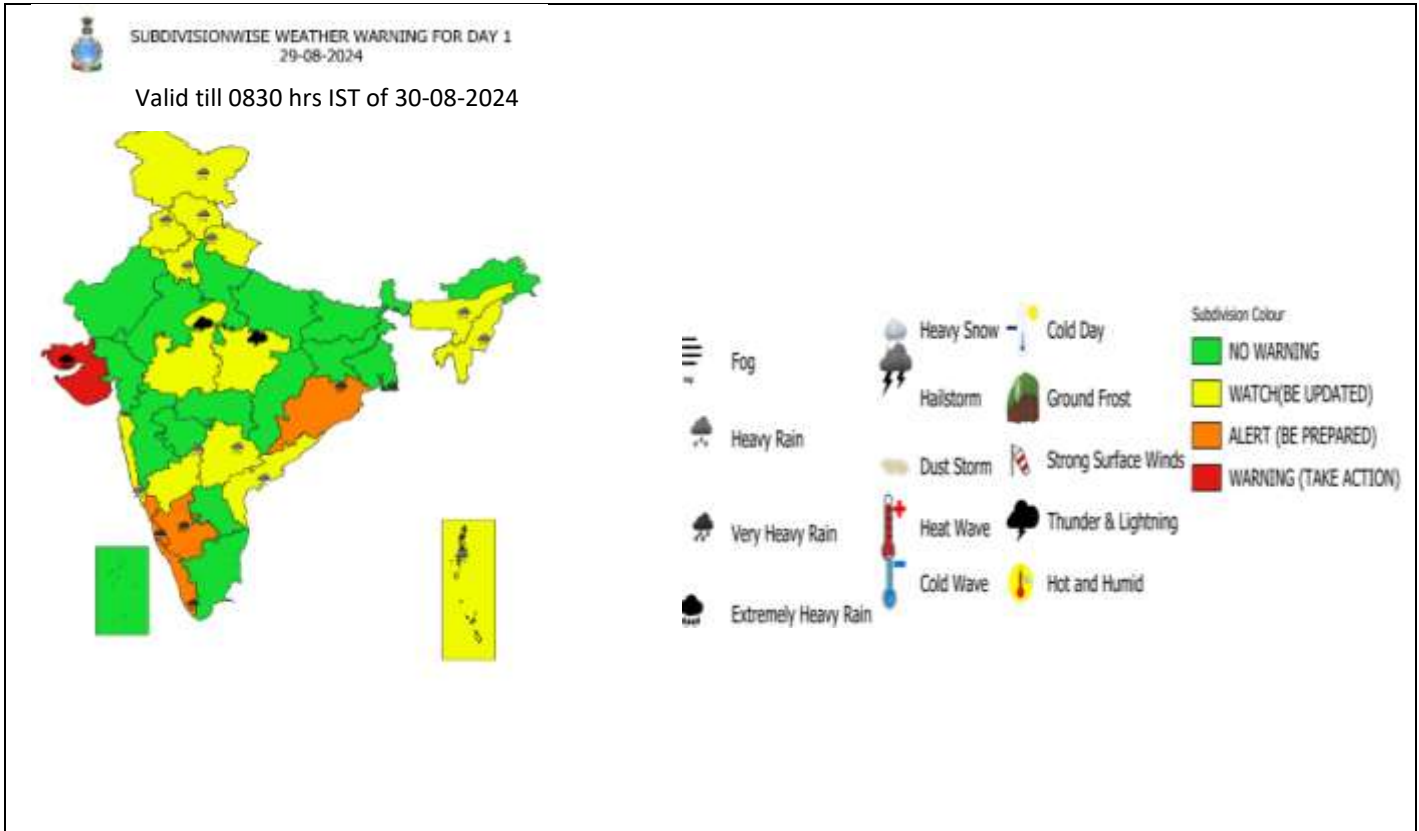 SUBDIVISIONWISE WEATHER WARNING FOR DAY 1
29-08-2024
Valid till 0830 hrs IST of 30-08-2024
Fog
Heavy Rain
Very Heavy Rain
Extremely Heavy Rain
Heavy Snow
Hailstorm
Dust Storm
Heat Wave
Cold Wave
Cold Day
Ground Frost
Strong Surface Winds
Thunder & Lightning
Hot and Humid
Subdivision Colour
NO WARNING
WATCH(BE UPDATED)
ALERT (BE PREPARED)
WARNING (TAKE ACTION)